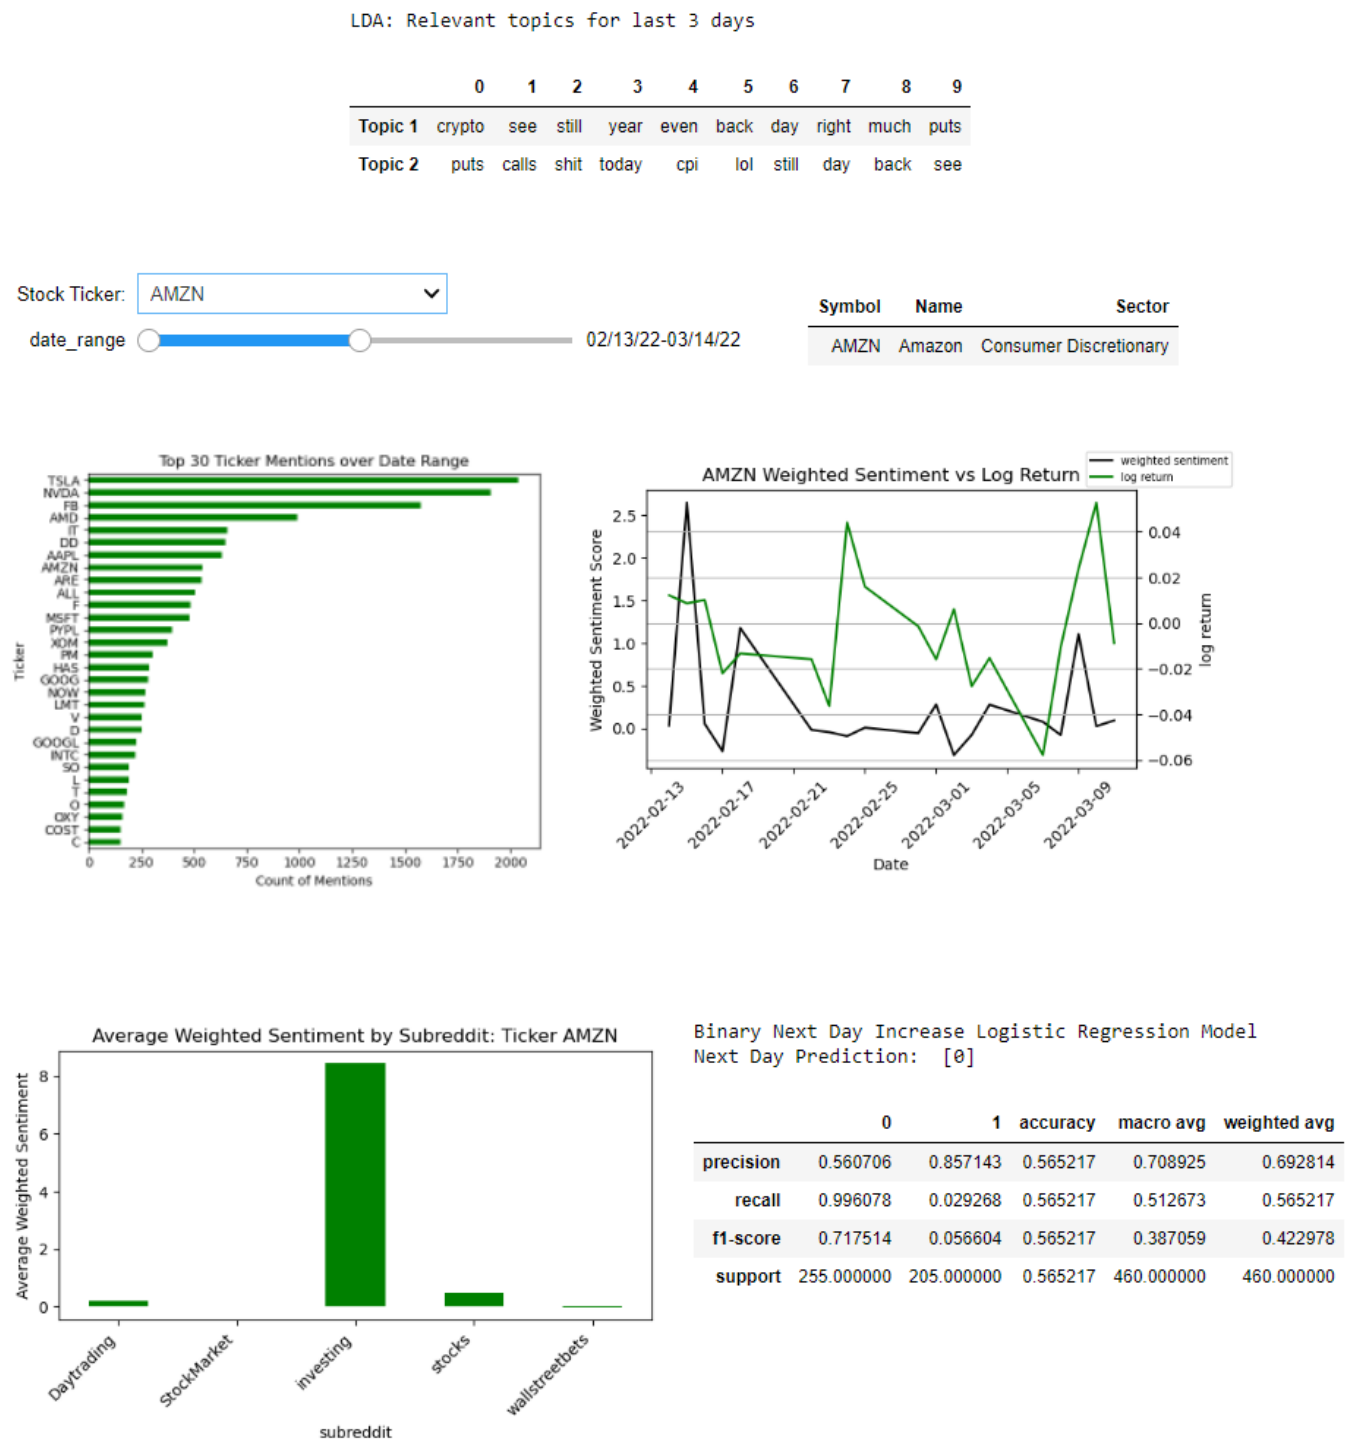 LDA: Relevant topics for last 3 days
0 1 2 3 4 5 6 7 8 9
Topic 1 crypto see still year even back day right much puts
Topic 2 puts calls shit today cpi lol still day back see
Stock Ticker: AMZN
date_range 02/13/22-03/14/22
Symbol Name Sector
AMZN Amazon Consumer Discretionary
Top 30 Ticker Mentions over Date Range
Ticker
TSLA
NVDA
FB
AMD
IT
DD
AAPL
AMZN
ARE
ALL
F
MSFT
PYPL
XOM
PM
HAS
GOOG
NOW
LMT
V
D
GOOGL
INTC
SO
L
T
O
OXY
COST
C
0 250 500 750 1000 1250 1500 1750 2000
Count of Mentions
AMZN Weighted Sentiment vs Log Return
weighted sentiment
log return
Weighted Sentiment Score
2.5
2.0
1.5
1.0
0.5
0.0
0.04
0.02
0.00
−0.02
−0.04
−0.06
log return
2022-02-13 2022-02-17 2022-02-21 2022-02-25 2022-03-01 2022-03-05 2022-03-09
Date
Average Weighted Sentiment by Subreddit: Ticker AMZN
Average Weighted Sentiment
8
6
4
2
0
Daytrading StockMarket investing stocks wallstreetbets
subreddit
Binary Next Day Increase Logistic Regression Model
Next Day Prediction: [0]
0 1 accuracy macro avg weighted avg
precision 0.560706 0.857143 0.565217 0.708925 0.692814
recall 0.996078 0.029268 0.565217 0.512673 0.565217
f1-score 0.717514 0.056604 0.565217 0.387059 0.422978
support 255.000000 205.000000 0.565217 460.000000 460.000000